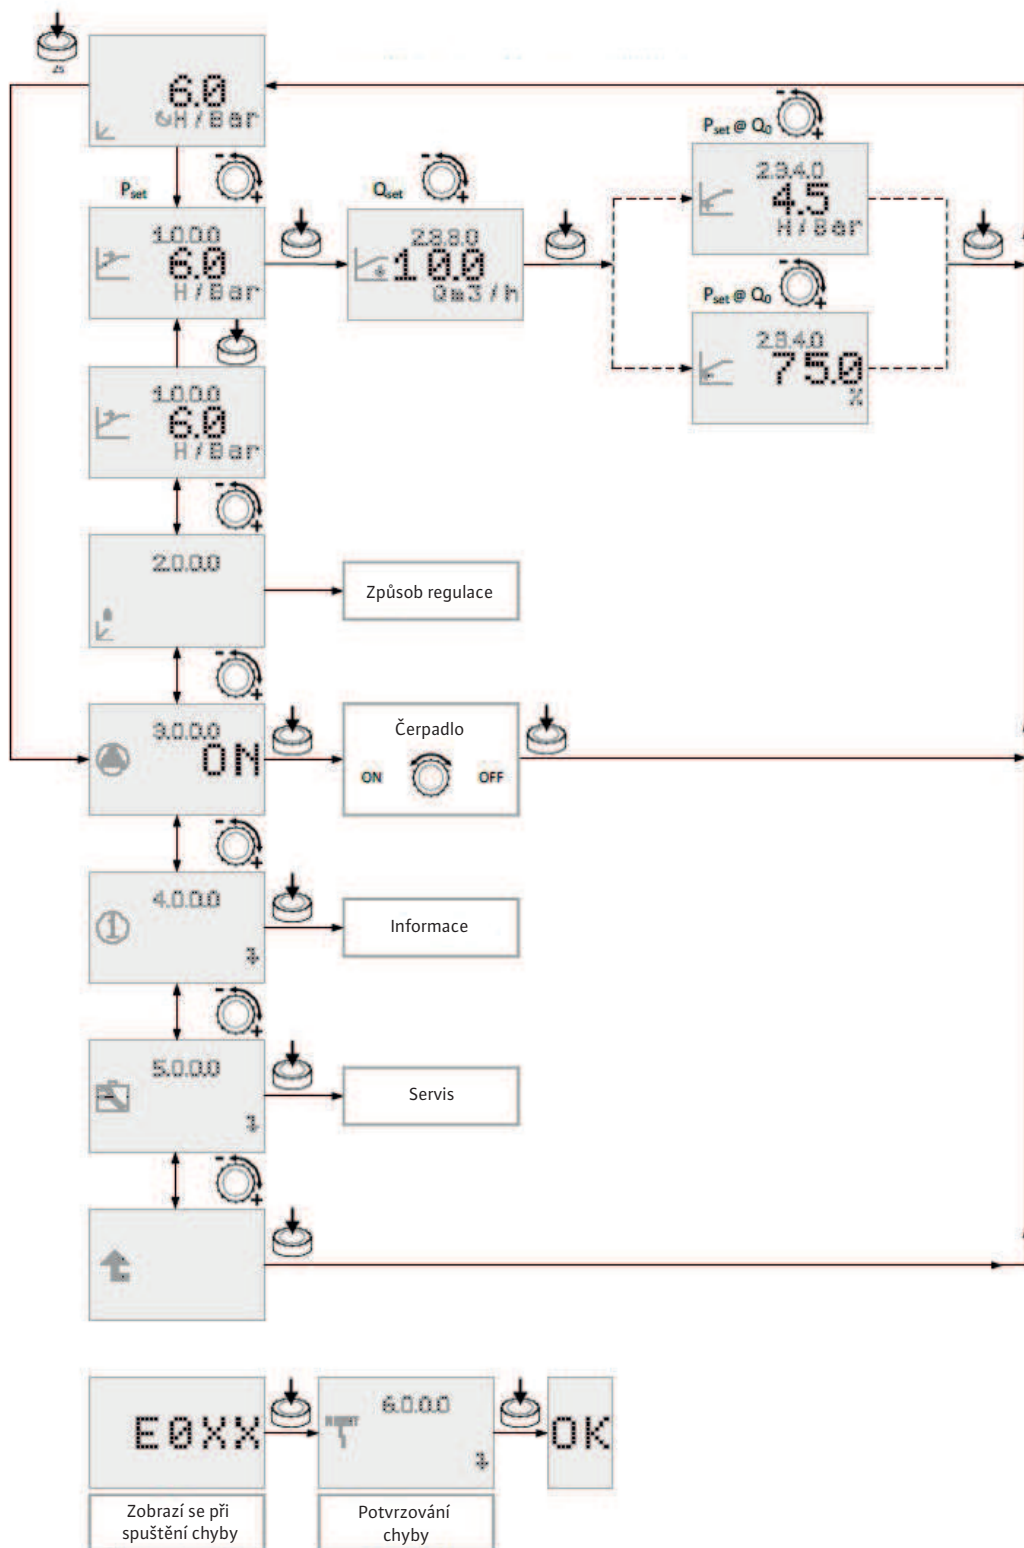 2s
6.0
H/Bar
Pset @ Q0
2.3.4.0
4.5
H/Bar
Pset
1.0.0.0
6.0
H/Bar
Qset
2.3.8.0
10.0
Qm3/h
Pset @ Q0
2.3.4.0
75.0
%
1.0.0.0
6.0
H/Bar
2.0.0.0
Způsob regulace
3.0.0.0
ON
Čerpadlo
ON
OFF
4.0.0.0
Informace
5.0.0.0
Servis
E0XX
6.0.0.0
RESET
OK
Zobrazí se při
spuštění chyby
Potvrzování
chyby